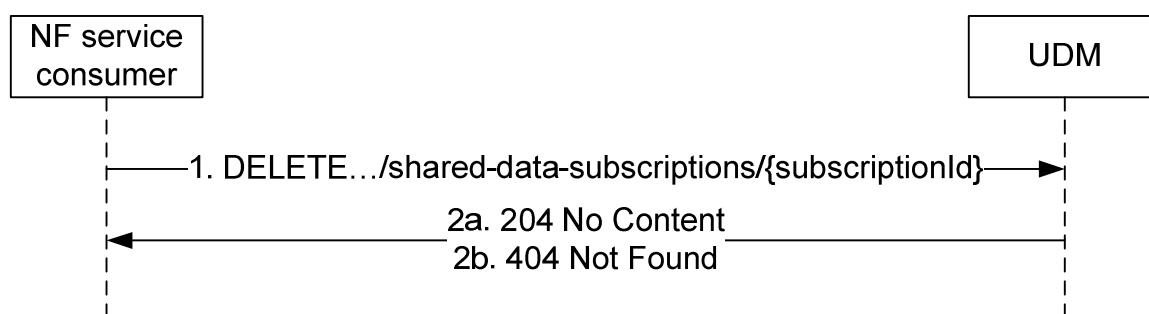 NF service
consumer
UDM
1. DELETE…/shared-data-subscriptions/{subscriptionId}
2a. 204 No Content
2b. 404 Not Found